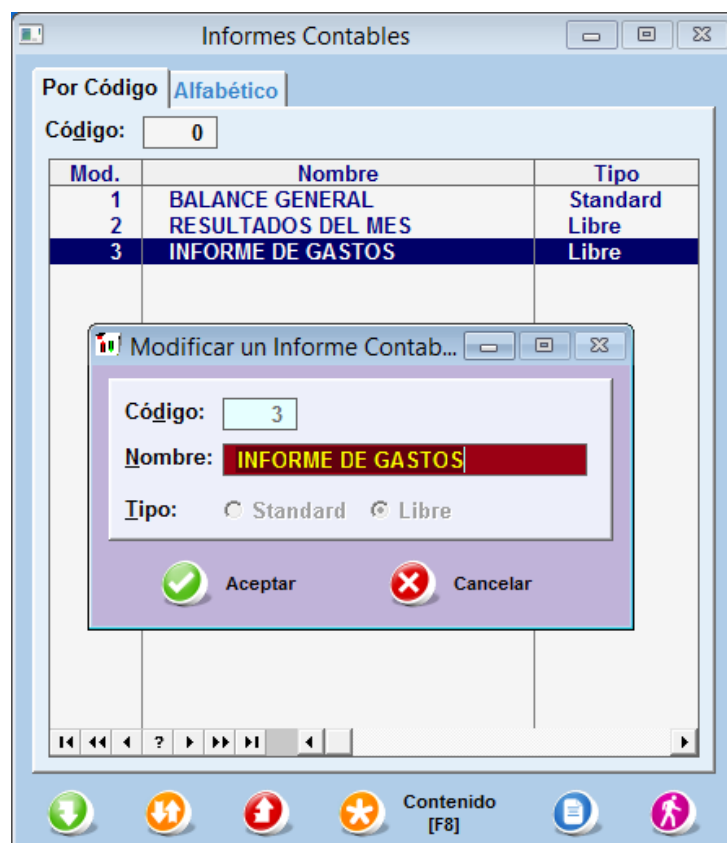 Informes Contables
Por Código Alfabético
Código: 0
Mod. Nombre Tipo
1 BALANCE GENERAL Standard
2 RESULTADOS DEL MES Libre
3 INFORME DE GASTOS Libre
Modificar un Informe Contab...
Código: 3
Nombre: INFORME DE GASTOS
Tipo: Standard Libre
Aceptar Cancelar
?
Contenido
[F8]